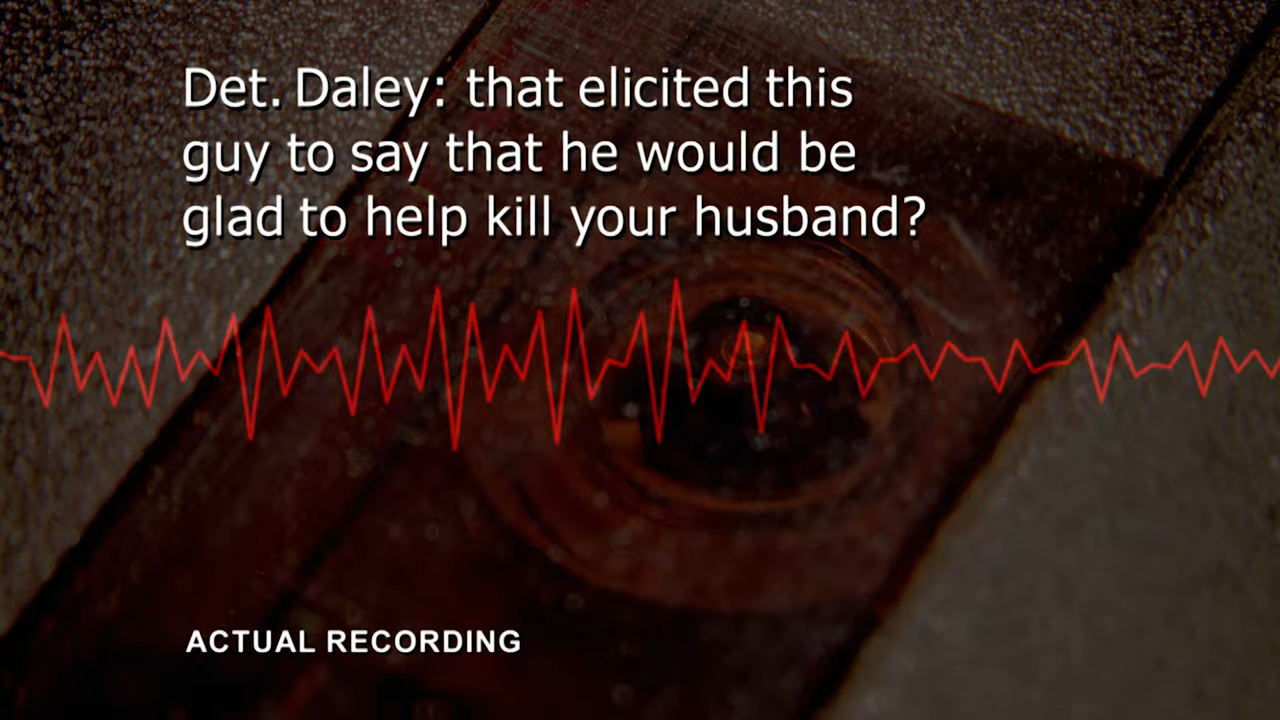 Det. Daley: that elicited this
guy to say that he would be
glad to help kill your husband?
ACTUAL RECORDING